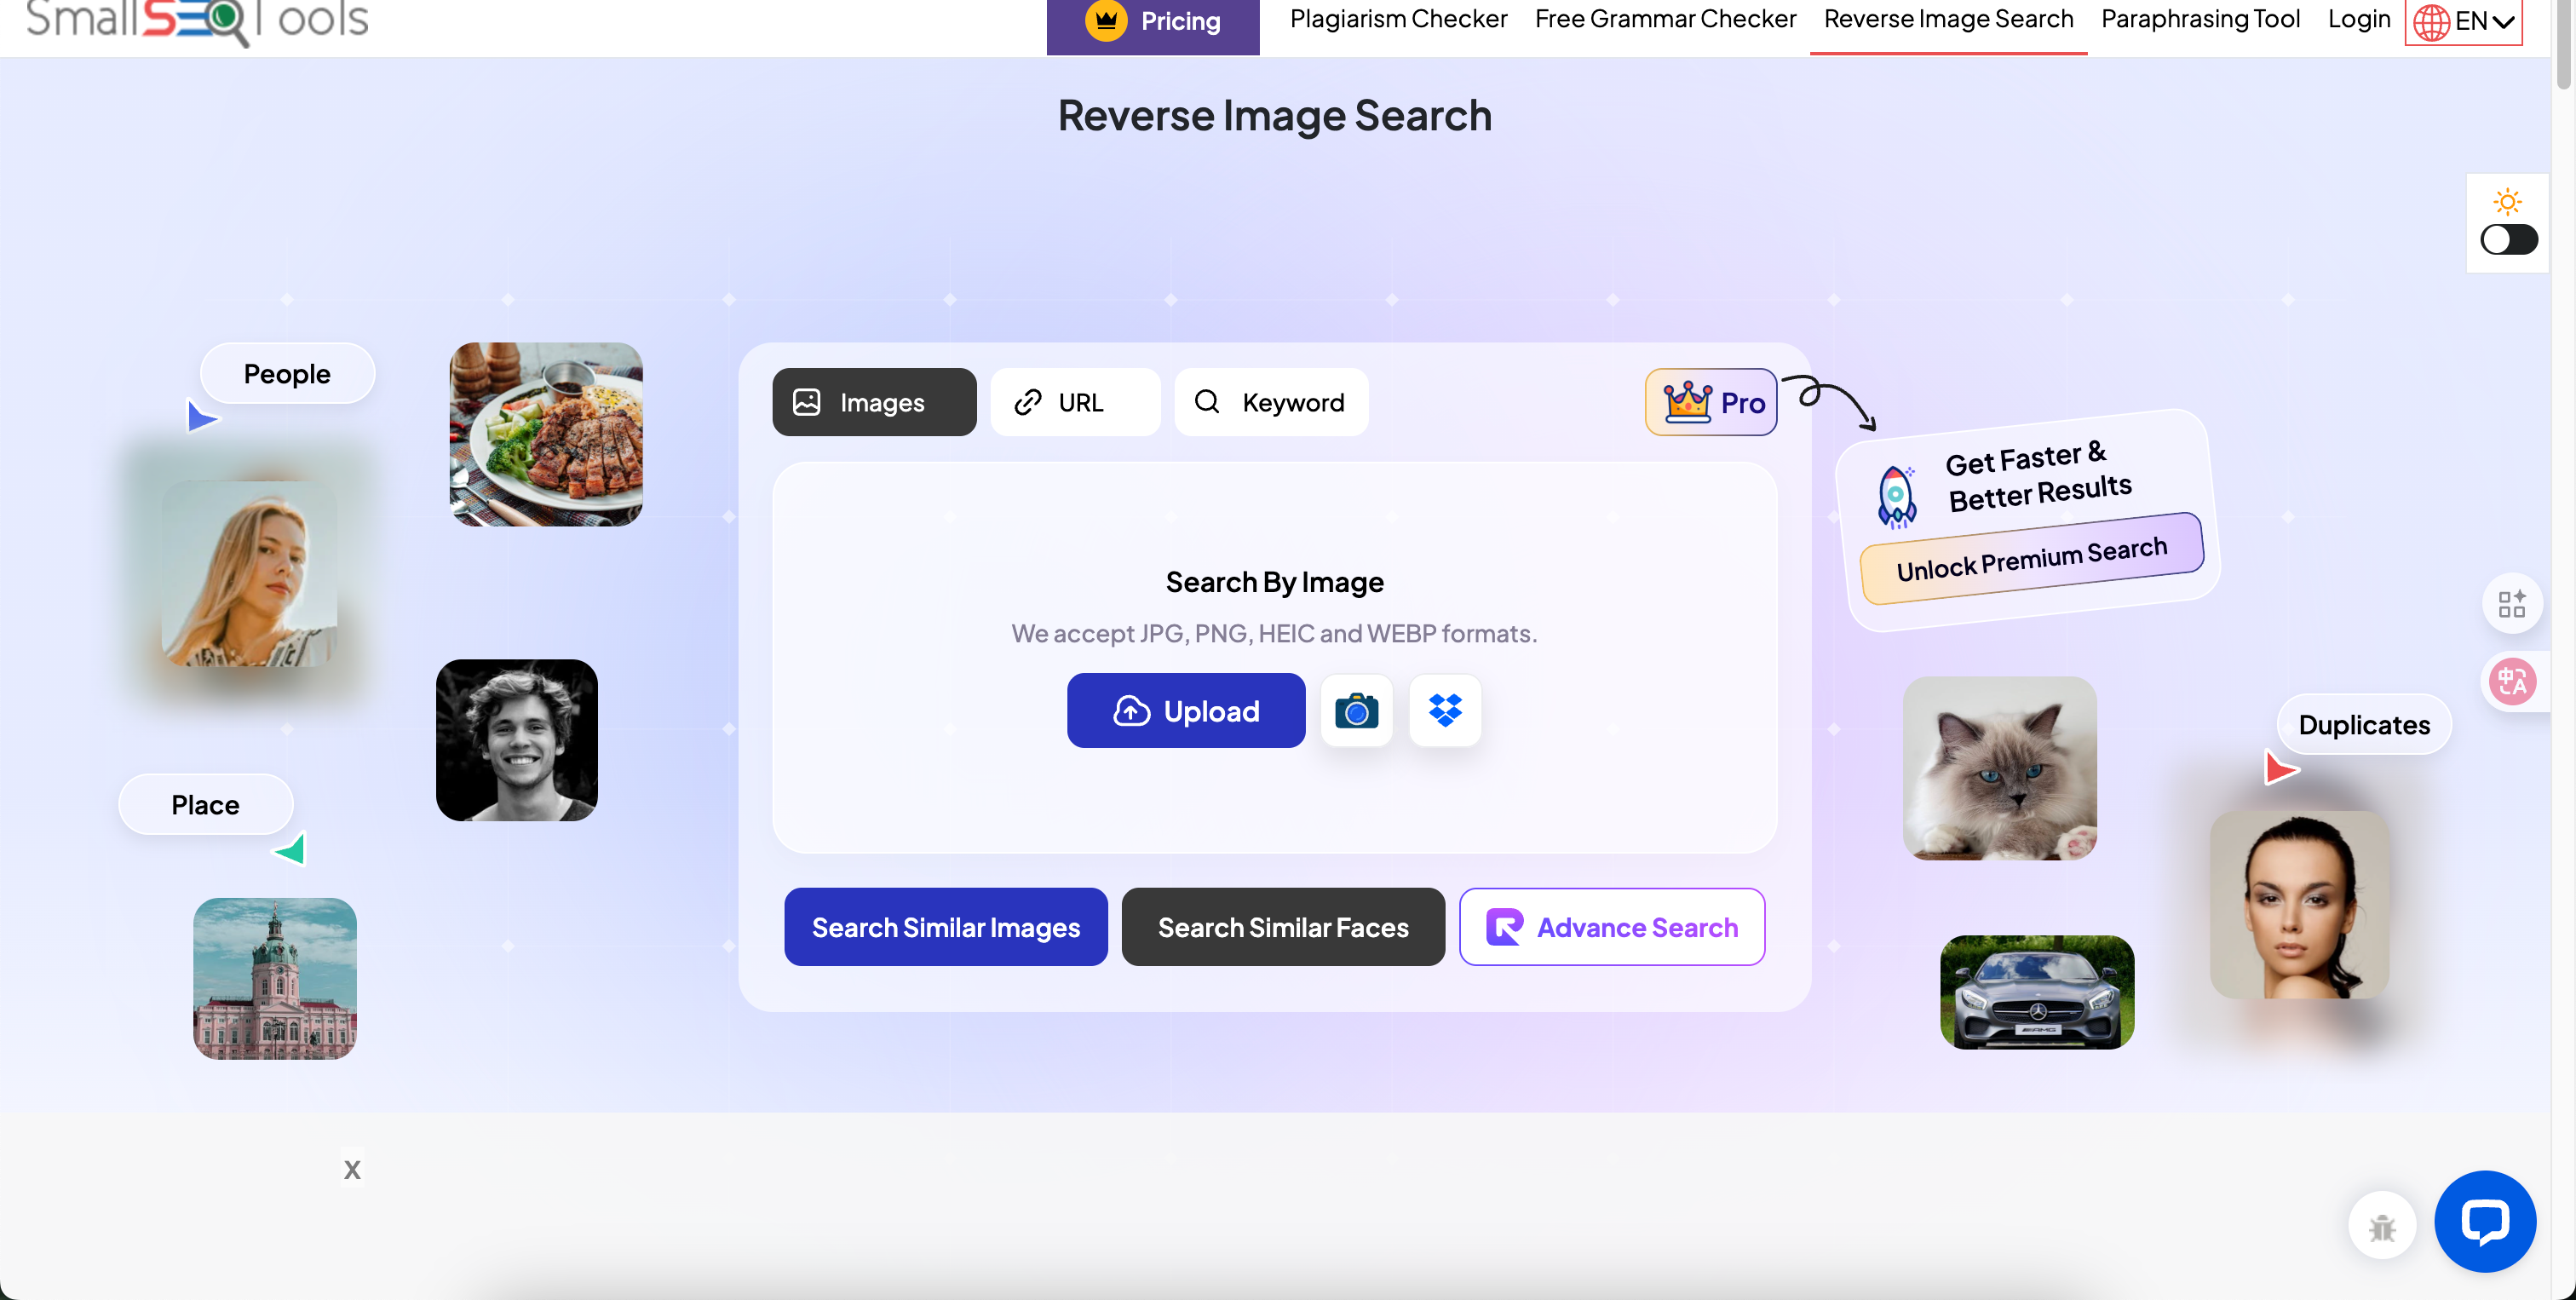 SmallSEOTools
Pricing
Plagiarism Checker
Free Grammar Checker
Reverse Image Search
Paraphrasing Tool
Login
EN
Reverse Image Search
People
Images
URL
Keyword
Pro
Get Faster &
Better Results
Unlock Premium Search
Search By Image
We accept JPG, PNG, HEIC and WEBP formats.
Upload
Duplicates
Place
Search Similar Images
Search Similar Faces
Advance Search
AMG
X